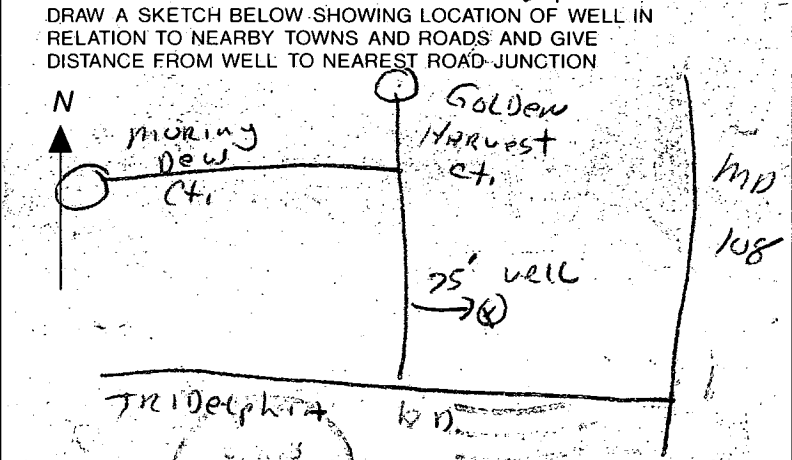 DRAW A SKETCH BELOW SHOWING LOCATION OF WELL IN
RELATION TO NEARBY TOWNS AND ROADS AND GIVE
DISTANCE FROM WELL TO NEAREST ROAD JUNCTION
N
GOLDEN
HARVEST
Ct.
MORINY
Dew
Ct.
MD
108
75' well
TRIDelphIA RD.